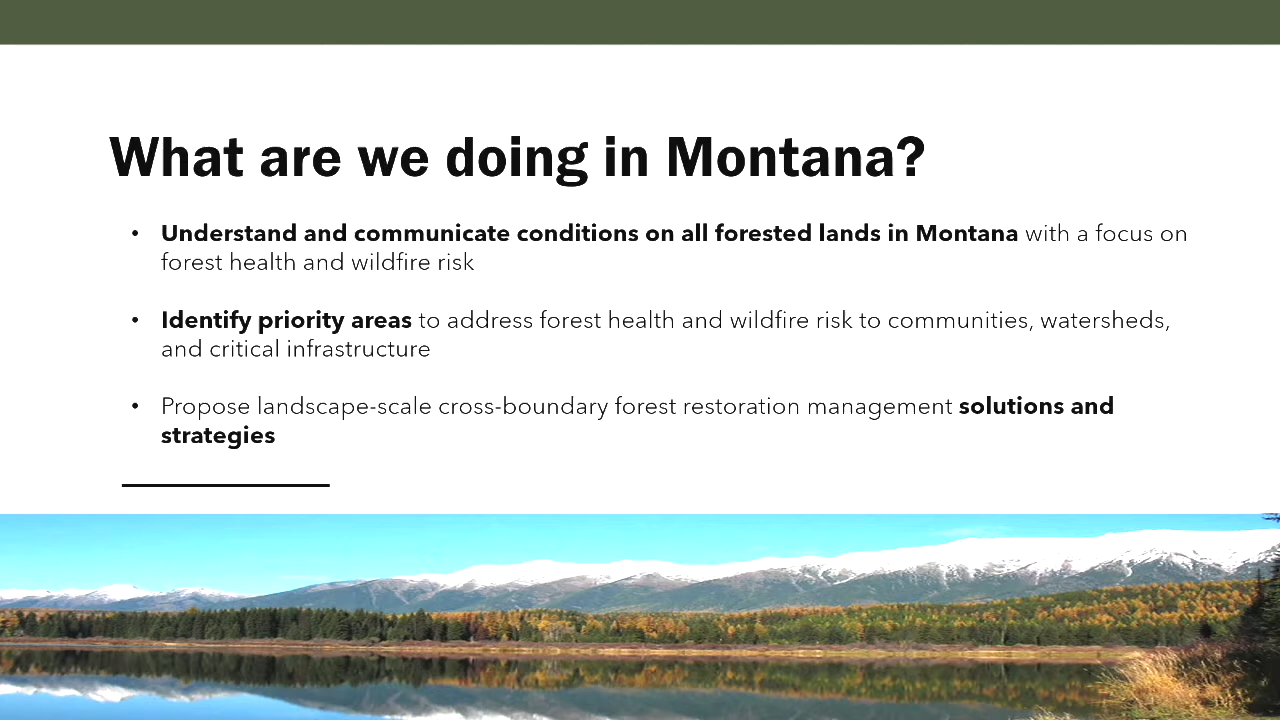 What are we doing in Montana?
• Understand and communicate conditions on all forested lands in Montana with a focus on
forest health and wildfire risk
• Identify priority areas to address forest health and wildfire risk to communities, watersheds,
and critical infrastructure
• Propose landscape-scale cross-boundary forest restoration management solutions and
strategies